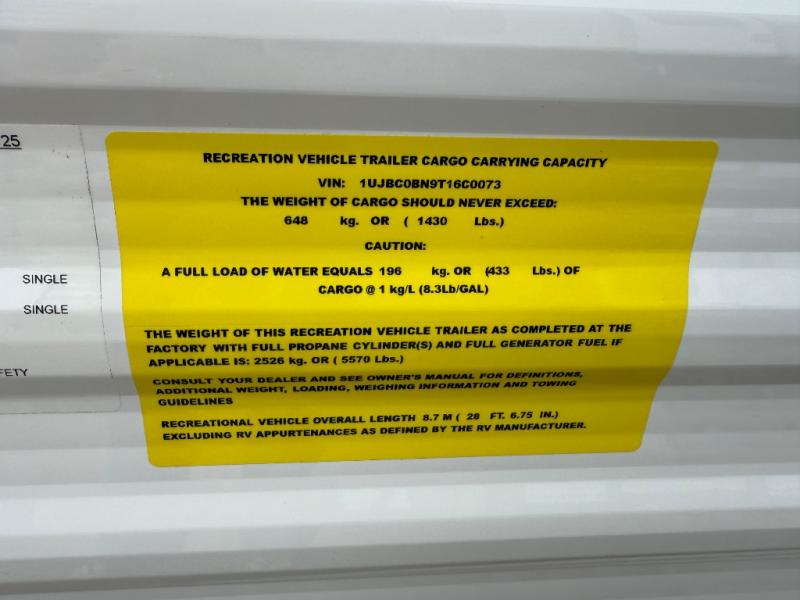 25
SINGLE
SINGLE
FETY
RECREATION VEHICLE TRAILER CARGO CARRYING CAPACITY
VIN: 1UJBC0BN9T16C0073
THE WEIGHT OF CARGO SHOULD NEVER EXCEED:
648 kg. OR ( 1430 Lbs.)
CAUTION:
A FULL LOAD OF WATER EQUALS 196 kg. OR (433 Lbs.) OF
CARGO @ 1 kg/L (8.3Lb/GAL)
THE WEIGHT OF THIS RECREATION VEHICLE TRAILER AS COMPLETED AT THE
FACTORY WITH FULL PROPANE CYLINDER(S) AND FULL GENERATOR FUEL IF
APPLICABLE IS: 2526 kg. OR ( 5570 Lbs.)
CONSULT YOUR DEALER AND SEE OWNER'S MANUAL FOR DEFINITIONS,
ADDITIONAL WEIGHT, LOADING, WEIGHING INFORMATION AND TOWING
GUIDELINES
RECREATIONAL VEHICLE OVERALL LENGTH 8.7 M ( 28 FT. 6.75 IN.)
EXCLUDING RV APPURTENANCES AS DEFINED BY THE RV MANUFACTURER.